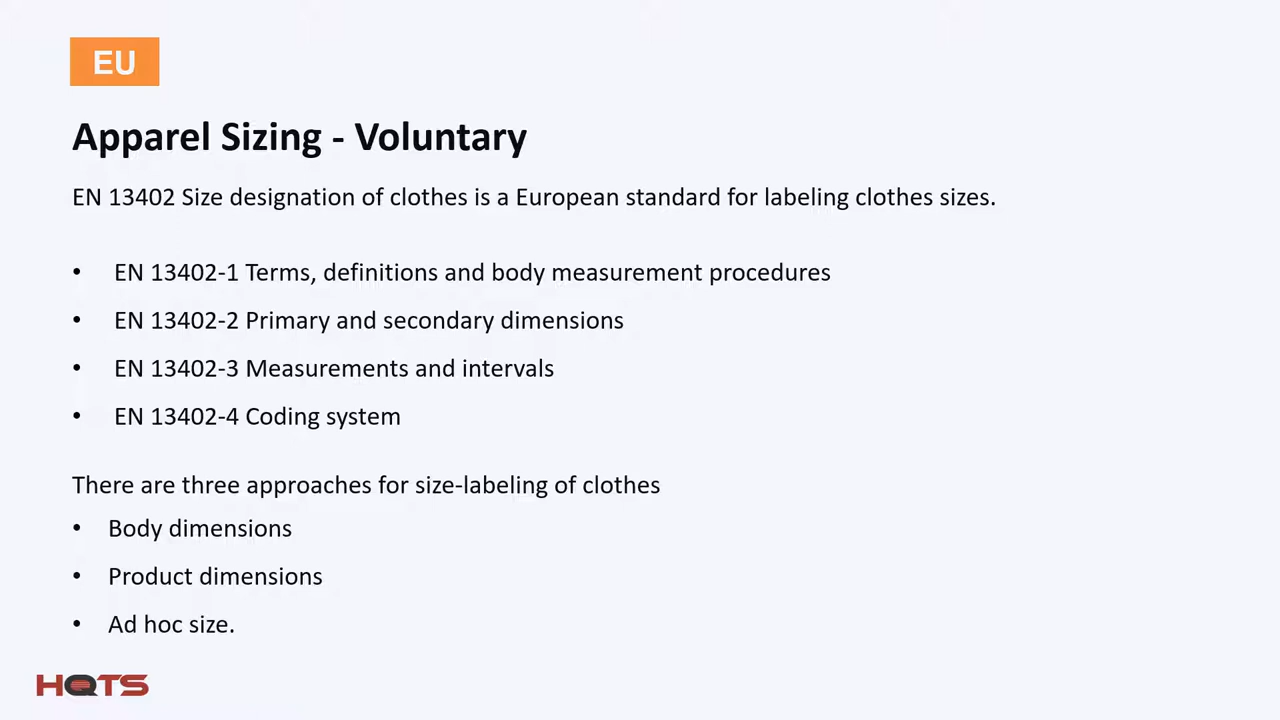 EU
Apparel Sizing - Voluntary
EN 13402 Size designation of clothes is a European standard for labeling clothes sizes.
• EN 13402-1 Terms, definitions and body measurement procedures
• EN 13402-2 Primary and secondary dimensions
• EN 13402-3 Measurements and intervals
• EN 13402-4 Coding system
There are three approaches for size-labeling of clothes
• Body dimensions
• Product dimensions
• Ad hoc size.
HQTS